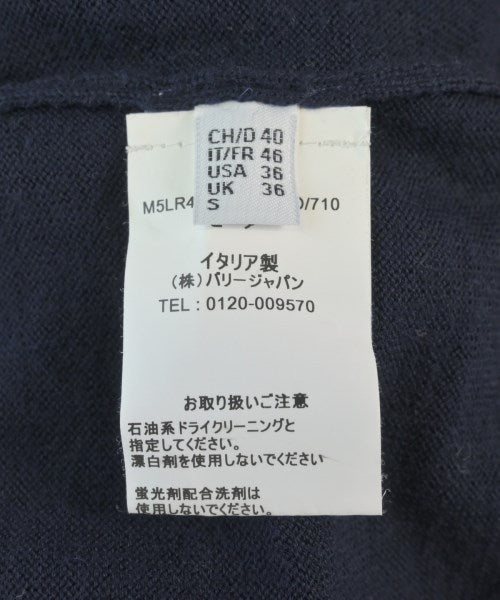 CH/D 40
IT/FR 46
USA 36
UK 36
S
M5LR4
0/710
イタリア製
(株)バリージャパン
TEL : 0120-009570
お取り扱いご注意
石油系ドライクリーニングと
指定してください。
漂白剤を使用しないでください
蛍光剤配合洗剤は
使用しないでください。